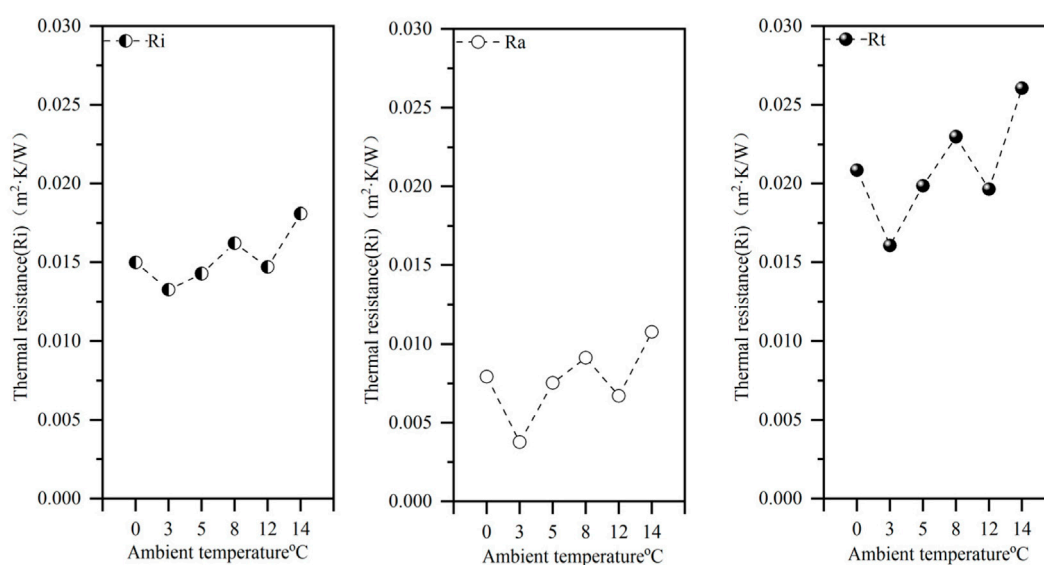 Ri
0.030
0.025
0.020
0.015
0.010
0.005
0.000
Thermal resistance(Ri)（m²·K/W）
0 3 5 8 12 14
Ambient temperature°C
Ra
0.030
0.025
0.020
0.015
0.010
0.005
0.000
Thermal resistance(Ri)（m²·K/W）
0 3 5 8 12 14
Ambient temperature°C
Rt
0.030
0.025
0.020
0.015
0.010
0.005
0.000
Thermal resistance(Ri)（m²·K/W）
0 3 5 8 12 14
Ambient temperature°C